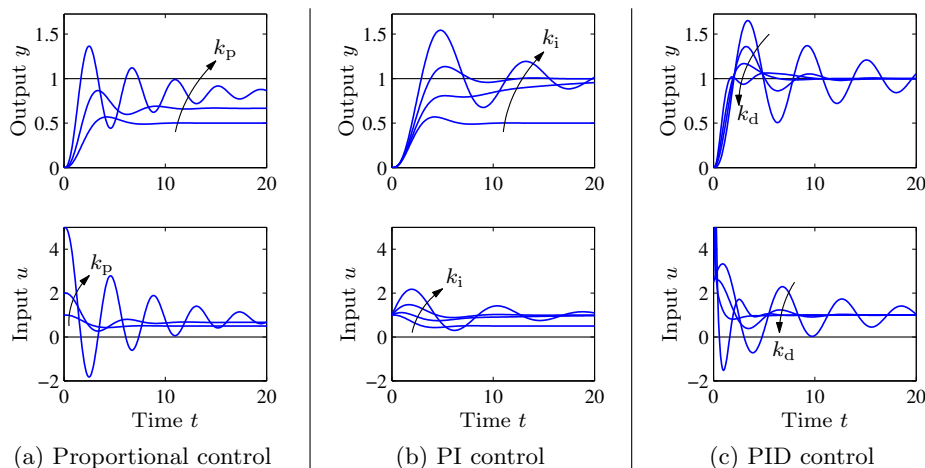 Output y
1.5
1
0.5
0
0
10
20
k_p
Input u
4
2
0
−2
0
10
20
k_p
Time t
(a) Proportional control
Output y
1.5
1
0.5
0
0
10
20
k_i
Input u
4
2
0
−2
0
10
20
k_i
Time t
(b) PI control
Output y
1.5
1
0.5
0
0
10
20
k_d
Input u
4
2
0
−2
0
10
20
k_d
Time t
(c) PID control